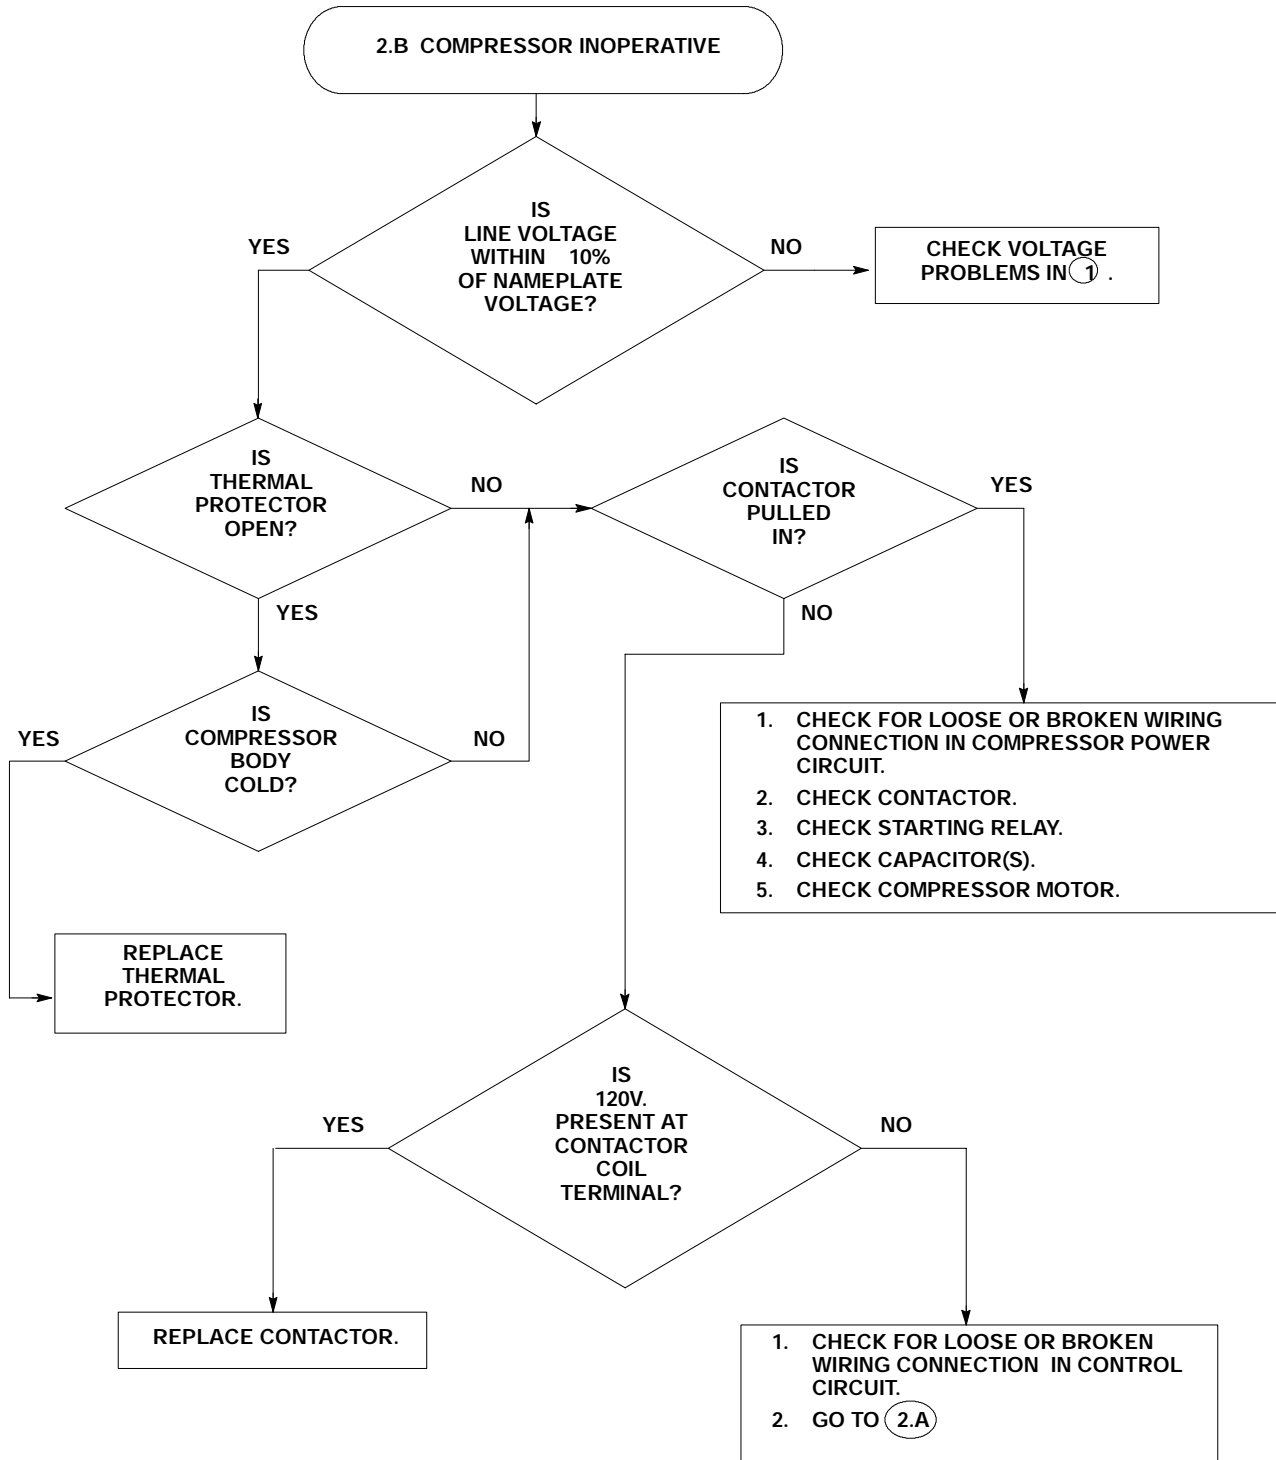 2.B COMPRESSOR INOPERATIVE
IS
LINE VOLTAGE
WITHIN 10%
OF NAMEPLATE
VOLTAGE?
YES
NO
CHECK VOLTAGE
PROBLEMS IN 1 .
IS
THERMAL
PROTECTOR
OPEN?
NO
YES
IS
CONTACTOR
PULLED
IN?
YES
NO
IS
COMPRESSOR
BODY
COLD?
YES
NO
1. CHECK FOR LOOSE OR BROKEN WIRING
CONNECTION IN COMPRESSOR POWER
CIRCUIT.
2. CHECK CONTACTOR.
3. CHECK STARTING RELAY.
4. CHECK CAPACITOR(S).
5. CHECK COMPRESSOR MOTOR.
REPLACE
THERMAL
PROTECTOR.
IS
120V.
PRESENT AT
CONTACTOR
COIL
TERMINAL?
YES
NO
REPLACE CONTACTOR.
1. CHECK FOR LOOSE OR BROKEN
WIRING CONNECTION IN CONTROL
CIRCUIT.
2. GO TO 2.A